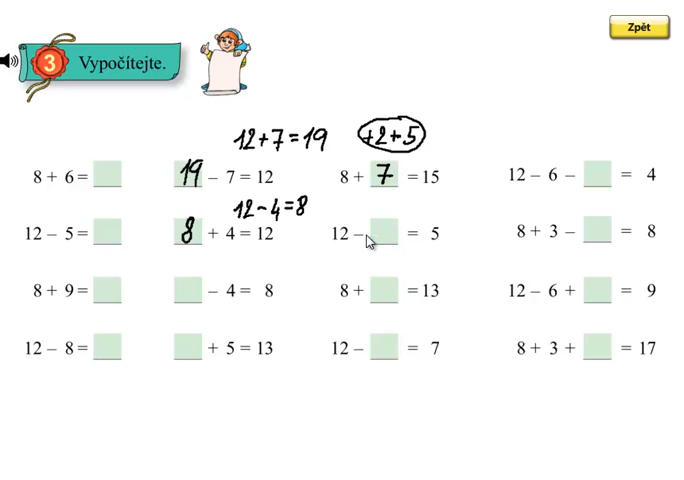 Zpět
3 Vypočítejte.
12+7=19 +2+5
8 + 6 = 19 – 7 = 12 8 + 7 = 15 12 – 6 – = 4
12-4=8
12 – 5 = 8 + 4 = 12 12 – = 5 8 + 3 – = 8
8 + 9 = – 4 = 8 8 + = 13 12 – 6 + = 9
12 – 8 = + 5 = 13 12 – = 7 8 + 3 + = 17